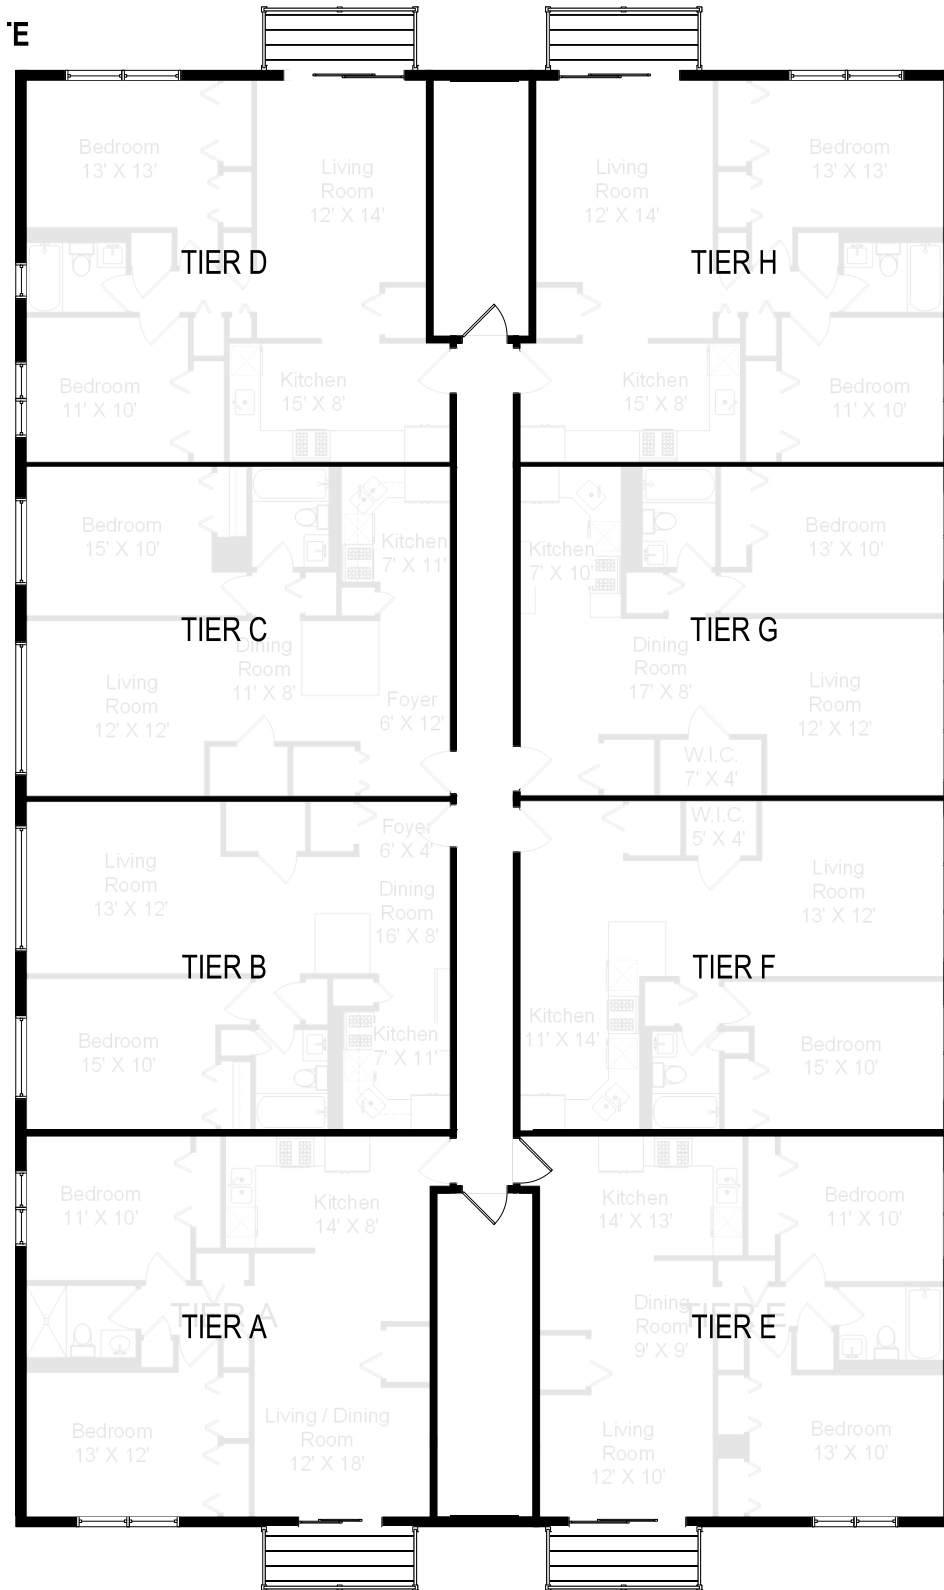 E
Bedroom
13' X 13'
Living
Room
12' X 14'
TIER D
Bedroom
11' X 10'
Kitchen
15' X 8'
Living
Room
12' X 14'
Bedroom
13' X 13'
TIER H
Kitchen
15' X 8'
Bedroom
11' X 10'
Bedroom
15' X 10'
Kitchen
7' X 11'
TIER C
Dining
Room
11' X 8'
Living
Room
12' X 12'
Foyer
6' X 12'
Kitchen
7' X 10'
Bedroom
13' X 10'
TIER G
Dining
Room
17' X 8'
Living
Room
12' X 12'
W.I.C.
7' X 4'
Foyer
6' X 4'
Living
Room
13' X 12'
Dining
Room
16' X 8'
TIER B
Bedroom
15' X 10'
Kitchen
7' X 11'
W.I.C.
5' X 4'
Living
Room
13' X 12'
TIER F
Kitchen
11' X 14'
Bedroom
15' X 10'
Bedroom
11' X 10'
Kitchen
14' X 8'
TIER A
TIER A
Bedroom
13' X 12'
Living / Dining
Room
12' X 18'
Kitchen
14' X 13'
Bedroom
11' X 10'
Dining
Room
9' X 9'
TIER E
TIER E
Living
Room
12' X 10'
Bedroom
13' X 10'